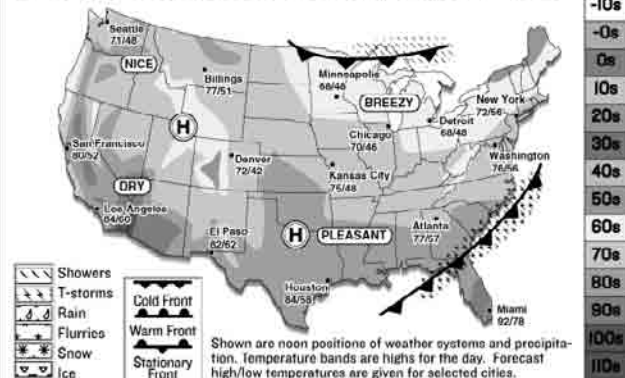 Seattle
71/48
NICE
Billings
77/51
Minneapolis
68/46
BREEZY
New York
72/56
Detroit
68/48
Chicago
70/46
San Francisco
80/52
H
Denver
72/42
Kansas City
75/48
Washington
76/56
DRY
Los Angeles
84/60
El Paso
82/62
H
PLEASANT
Atlanta
77/57
Houston
84/58
Miami
92/78
Showers
T-storms
Rain
Flurries
Snow
Ice
Cold Front
Warm Front
Stationary
Front
Shown are noon positions of weather systems and precipita-
tion. Temperature bands are highs for the day. Forecast
high/low temperatures are given for selected cities.
-10s
-0s
0s
10s
20s
30s
40s
50s
60s
70s
80s
90s
100s
110s